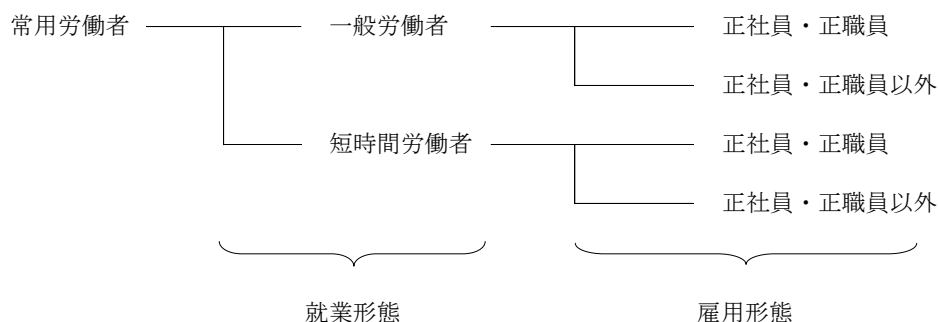 常用労働者 一般労働者 正社員・正職員
正社員・正職員以外
短時間労働者 正社員・正職員
正社員・正職員以外
就業形態 雇用形態